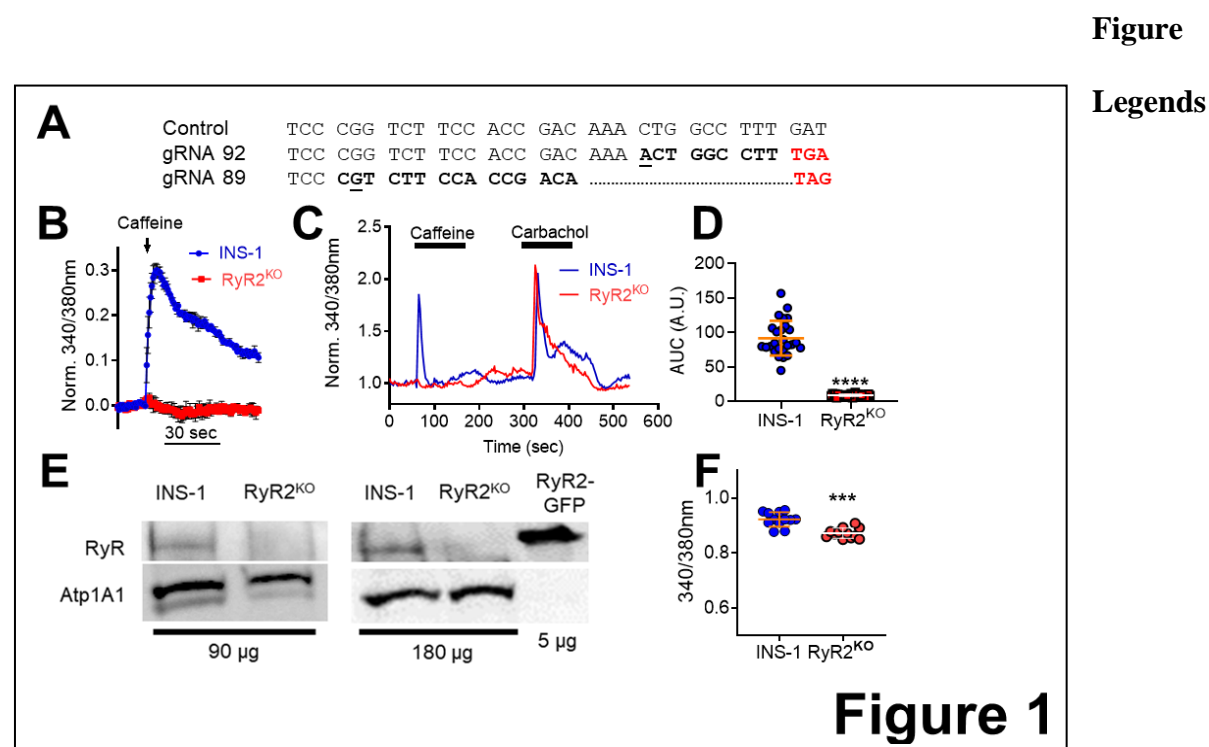 Figure
Legends
A
Control TCC CGG TCT TCC ACC GAC AAA CTG GCC TTT GAT
gRNA 92 TCC CGG TCT TCC ACC GAC AAA ACT GGC CTT TGA
gRNA 89 TCC CGT CTT CCA CCG ACA ............................................TAG
B
Caffeine
INS-1
RyR2KO
Norm. 340/380nm
0.3
0.2
0.1
0.0
30 sec
C
Caffeine Carbachol
INS-1
RyR2KO
Norm. 340/380nm
2.5
2.0
1.5
1.0
0 100 200 300 400 500 600
Time (sec)
D
AUC (A.U.)
200
150
100
50
0
****
INS-1 RyR2KO
E
INS-1 RyR2KO INS-1 RyR2KO RyR2-
GFP
RyR
Atp1A1
90 µg 180 µg 5 µg
F
340/380nm
1.0
0.8
0.6
***
INS-1 RyR2KO
Figure 1